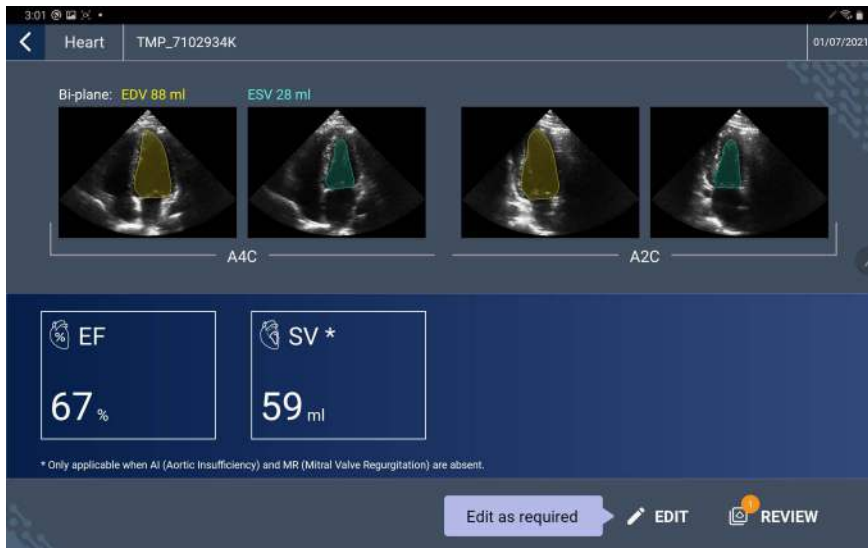 3:01
Heart TMP_7102934K 01/07/2021
Bi-plane: EDV 88 ml ESV 28 ml
A4C A2C
% EF SV *
67 % 59 ml
* Only applicable when AI (Aortic Insufficiency) and MR (Mitral Valve Regurgitation) are absent.
Edit as required EDIT 1 REVIEW